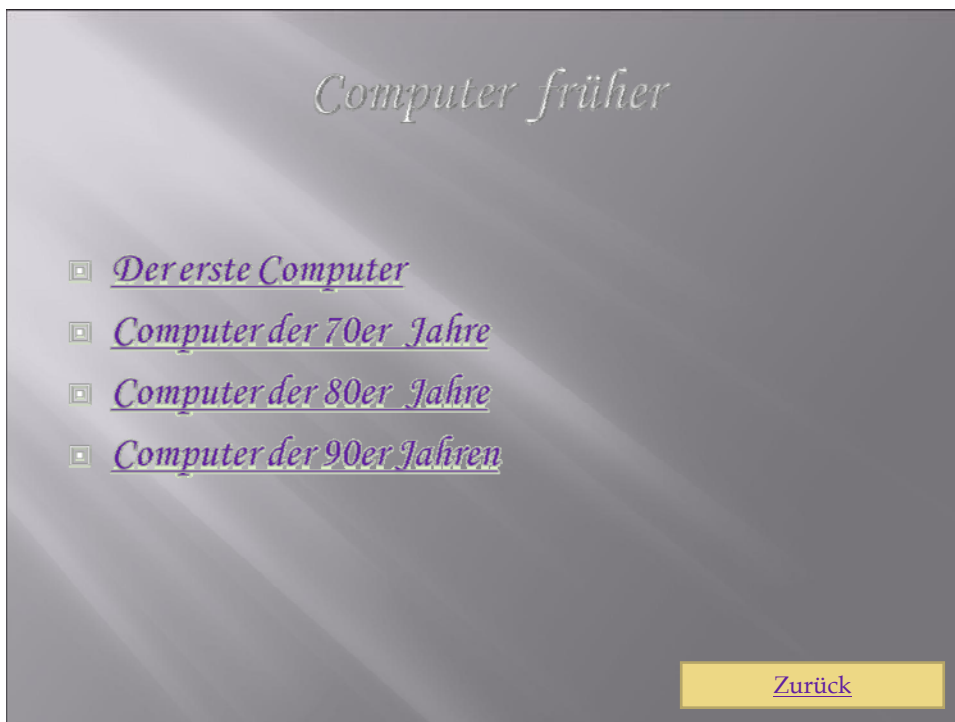 Computer früher
Der erste Computer
Computer der 70er Jahre
Computer der 80er Jahre
Computer der 90er Jahren
Zurück